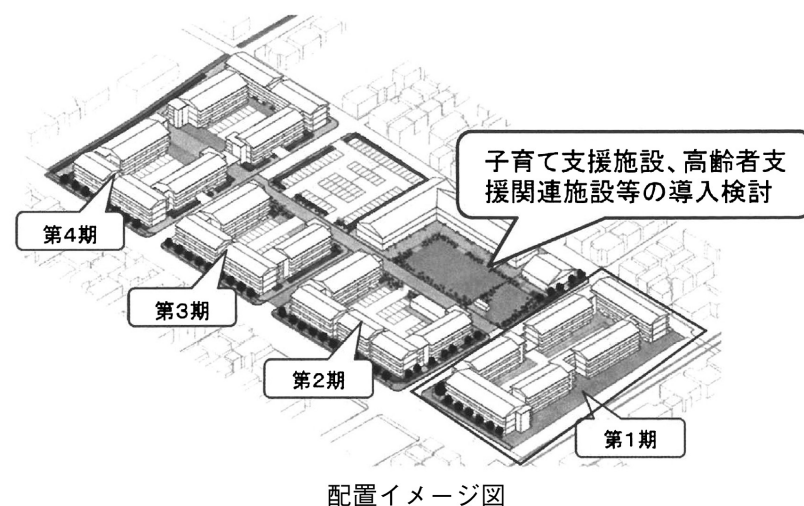 子育て支援施設、高齢者支
援関連施設等の導入検討
第4期
第3期
第2期
第1期
配置イメージ図